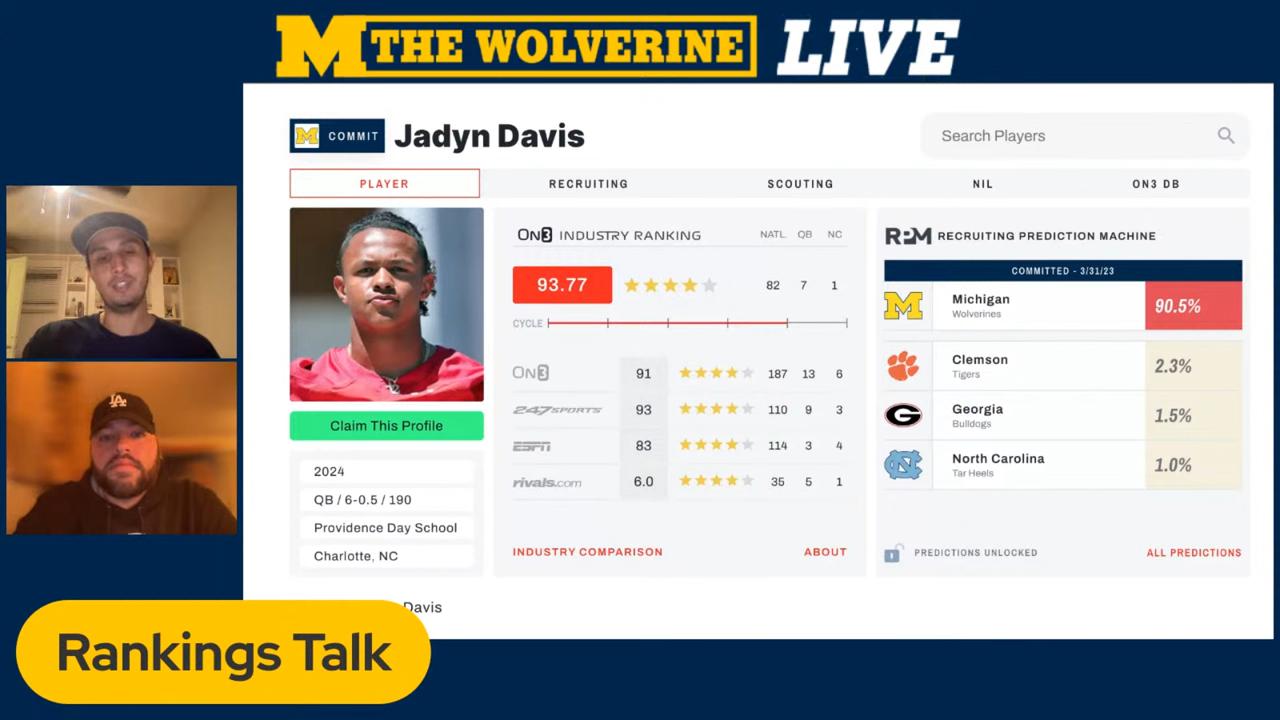 M THE WOLVERINE LIVE
M COMMIT Jadyn Davis
Search Players
PLAYER RECRUITING SCOUTING NIL ON3 DB
ON3 INDUSTRY RANKING NATL. QB NC
93.77 82 7 1
CYCLE
ON3 91 187 13 6
247SPORTS 93 110 9 3
ESPN 83 114 3 4
rivals.com 6.0 35 5 1
INDUSTRY COMPARISON ABOUT
RPM RECRUITING PREDICTION MACHINE
COMMITTED - 3/31/23
M Michigan 90.5%
Wolverines
Clemson 2.3%
Tigers
G Georgia 1.5%
Bulldogs
NC North Carolina 1.0%
Tar Heels
PREDICTIONS UNLOCKED ALL PREDICTIONS
Claim This Profile
2024
QB / 6-0.5 / 190
Providence Day School
Charlotte, NC
Davis
LA
Rankings Talk